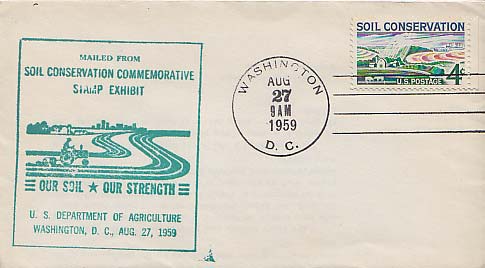 MAILED FROM
SOIL CONSERVATION COMMEMORATIVE
STAMP EXHIBIT
OUR SOIL ★ OUR STRENGTH
U. S. DEPARTMENT OF AGRICULTURE
WASHINGTON, D. C., AUG. 27, 1959
WASHINGTON
AUG
27
9AM
1959
D. C.
SOIL CONSERVATION
4¢
U.S. POSTAGE